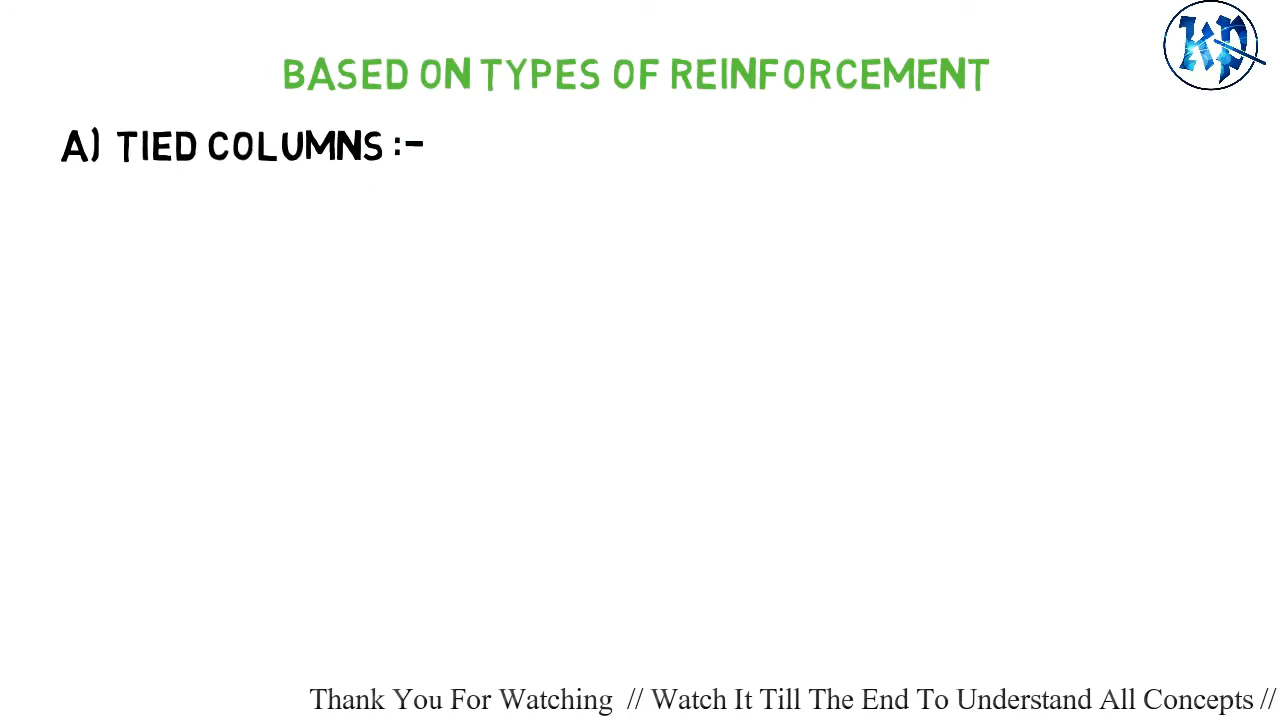 KP
BASED ON TYPES OF REINFORCEMENT
A) TIED COLUMNS :-
Thank You For Watching // Watch It Till The End To Understand All Concepts //